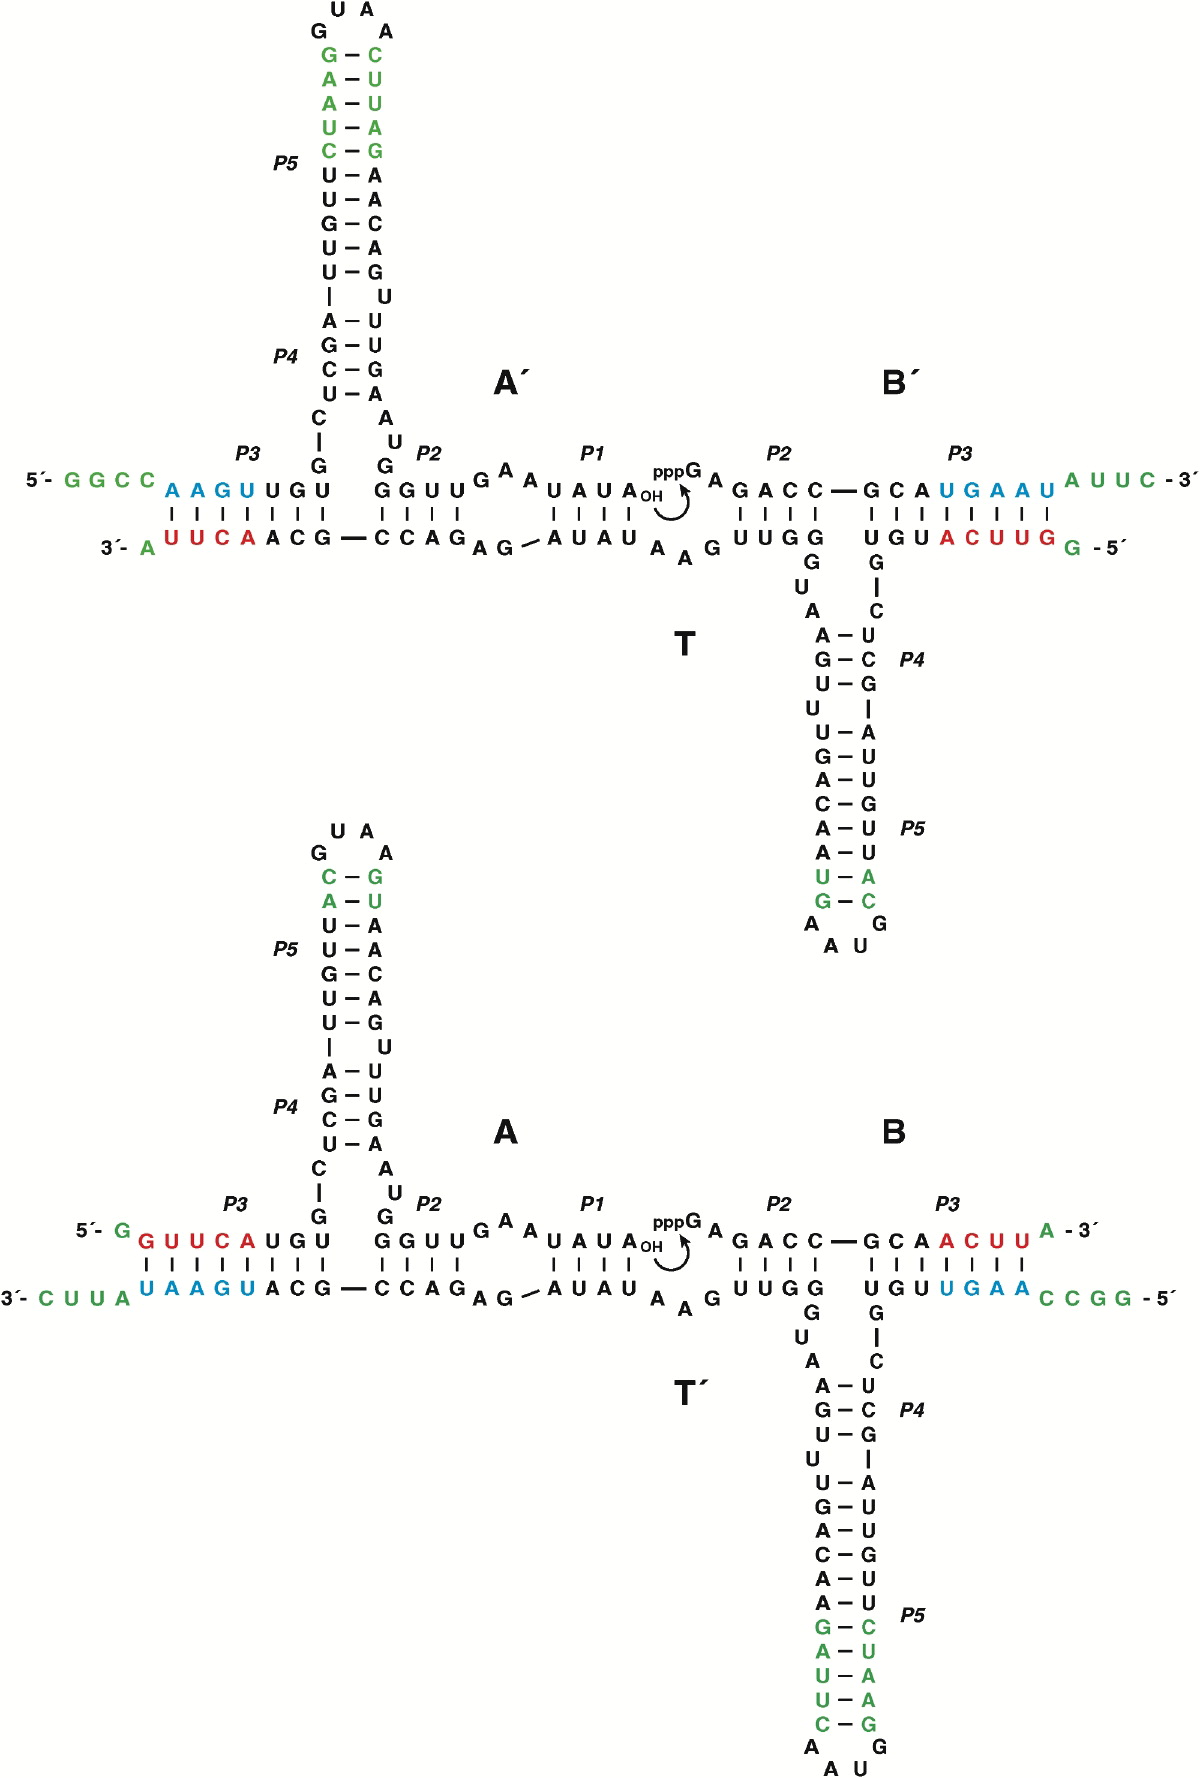 U A
G A
G – C
A – U
A – U
U – A
C – G
P5
U – A
U – A
G – C
U – A
U – G
U
A – U
G – U
P4
C – G
U – A
A´ B´
C A
U
P3 G G P2 P1 pppG P2 P3
5´- G G C C A A G U U G U G G U U G A A U A U A OH A G A C C – G C A U G A A U A U U C - 3´
3´- A U U C A A C G – C C A G A G – A U A U A A G U U G G U G U A C U U G G - 5´
G G
U
T
A C
A – U
G – C P4
U – G
U
U – A
G – U
A – U
C – G
A – U P5
A – U
U – A
G – C
A G
A U
U A
G A
C – G
A – U
U – A
P5
U – A
G – C
U – A
U – G
U
A – U
G – U
P4
C – G
U – A
A B
C A
U
P3 G G P2 P1 pppG P2 P3
5´- G G U U C A U G U G G U U G A A U A U A OH A G A C C – G C A A C U U A - 3´
3´- C U U A U A A G U A C G – C C A G A G – A U A U A A G U U G G U G U U G A A C C G G - 5´
G G
U
T´
A C
A – U
G – C P4
U – G
U
U – A
G – U
A – U
C – G
A – U
A – U P5
G – C
A – U
U – A
U – A
C – G
A G
A U